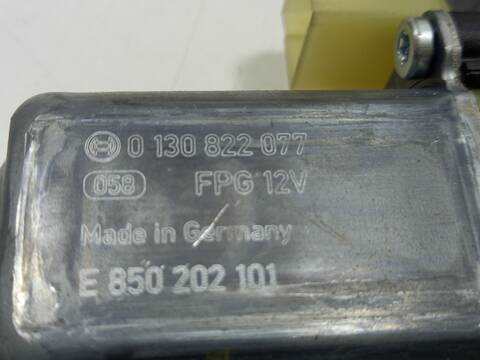 0 130 822 077
058 FPG 12V
Made in Germany
E 850 202 101